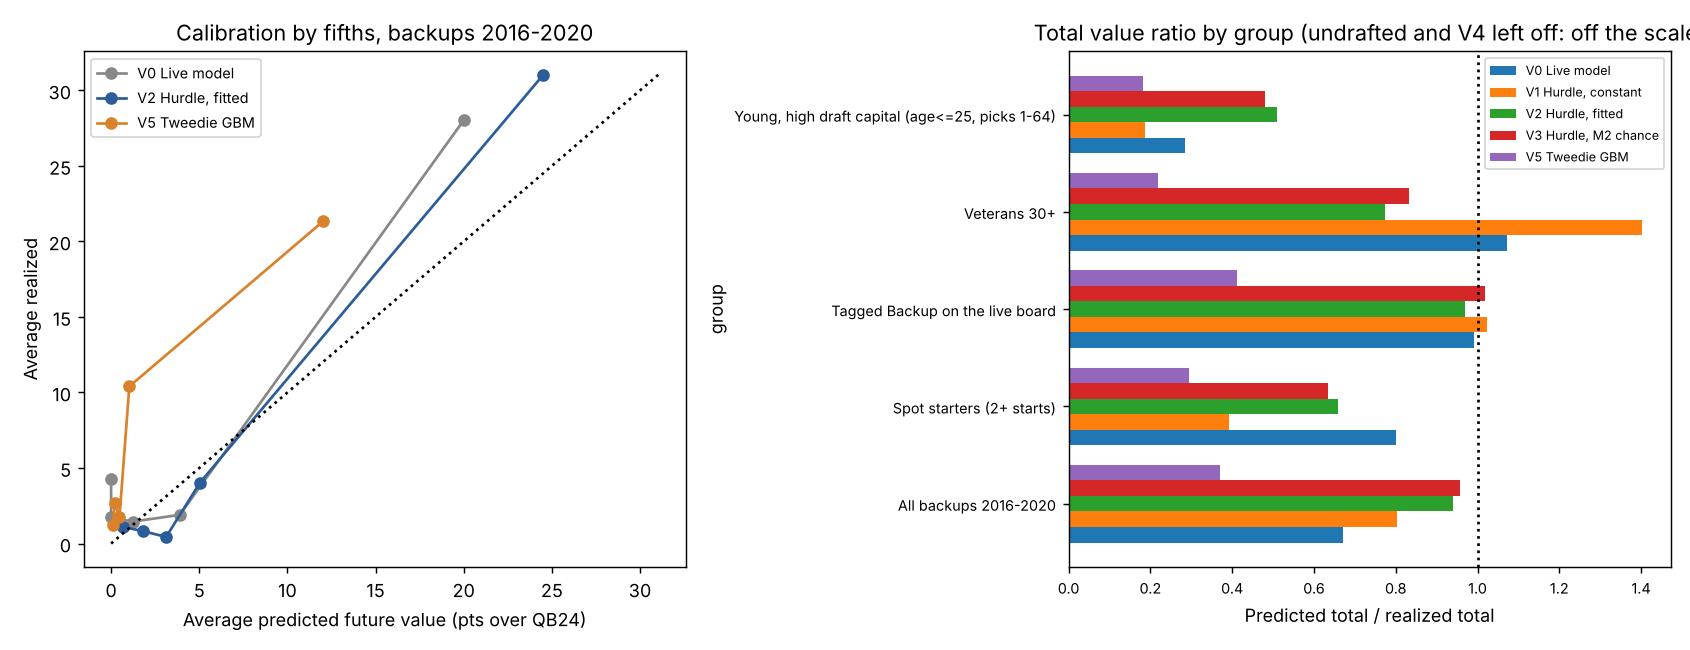 Calibration by fifths, backups 2016-2020
V0 Live model
V2 Hurdle, fitted
V5 Tweedie GBM
Average realized
30
25
20
15
10
5
0
0
5
10
15
20
25
30
Average predicted future value (pts over QB24)
Total value ratio by group (undrafted and V4 left off: off the scale
V0 Live model
V1 Hurdle, constant
V2 Hurdle, fitted
V3 Hurdle, M2 chance
V5 Tweedie GBM
group
Young, high draft capital (age<=25, picks 1-64)
Veterans 30+
Tagged Backup on the live board
Spot starters (2+ starts)
All backups 2016-2020
0.0
0.2
0.4
0.6
0.8
1.0
1.2
1.4
Predicted total / realized total